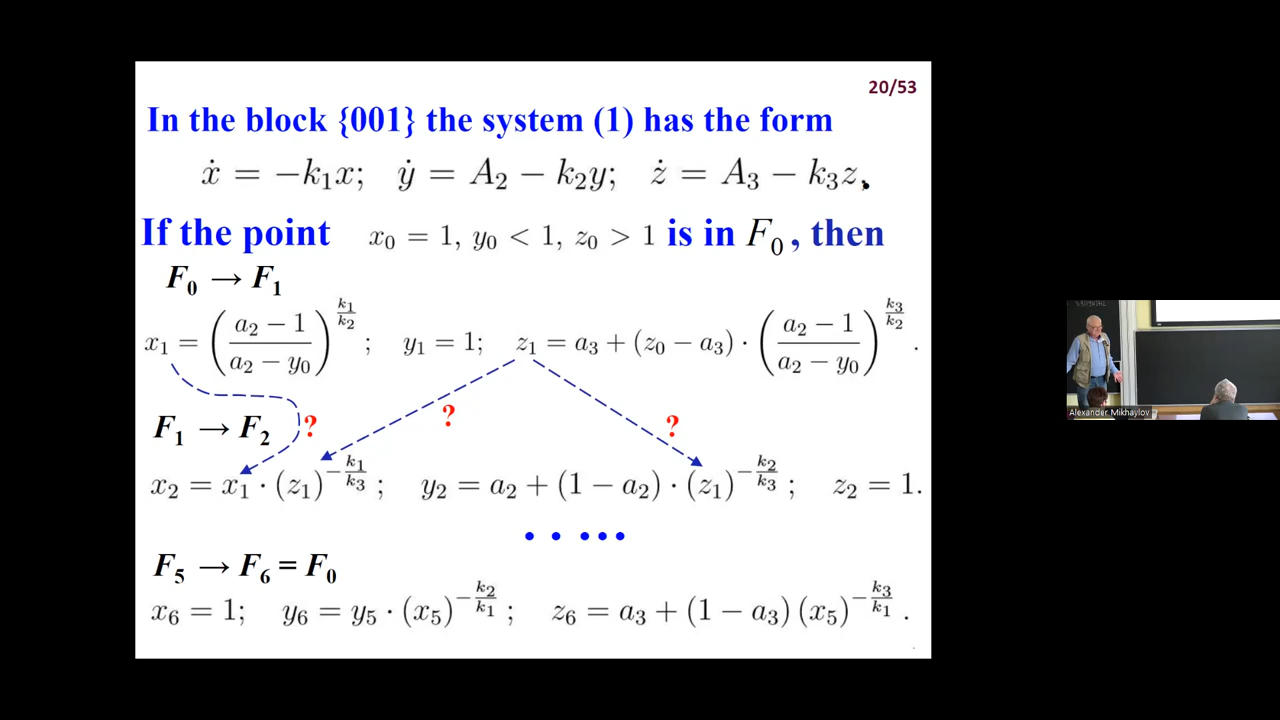 20/53
In the block {001} the system (1) has the form
ẋ = −k₁x; ẏ = A₂ − k₂y; ż = A₃ − k₃z,
If the point x₀ = 1, y₀ < 1, z₀ > 1 is in F₀, then
F₀ → F₁
x₁ = ((a₂ − 1)/(a₂ − y₀))^(k₁/k₂) ; y₁ = 1; z₁ = a₃ + (z₀ − a₃) · ((a₂ − 1)/(a₂ − y₀))^(k₃/k₂) .
? ?
F₁ → F₂ ?
x₂ = x₁ · (z₁)^(−k₁/k₃) ; y₂ = a₂ + (1 − a₂) · (z₁)^(−k₂/k₃) ; z₂ = 1.
• • •••
F₅ → F₆ = F₀
x₆ = 1; y₆ = y₅ · (x₅)^(−k₂/k₁) ; z₆ = a₃ + (1 − a₃) (x₅)^(−k₃/k₁) .
Alexander Mikhaylov